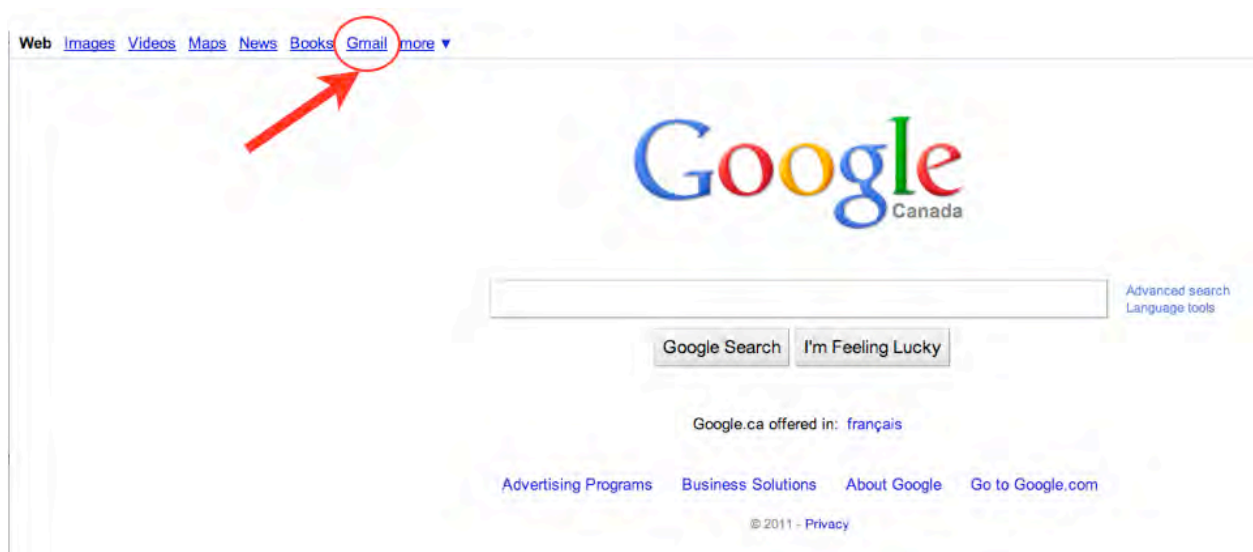 Web Images Videos Maps News Books Gmail more ▼
Google
Canada
Advanced search
Language tools
Google Search I'm Feeling Lucky
Google.ca offered in: français
Advertising Programs Business Solutions About Google Go to Google.com
© 2011 - Privacy